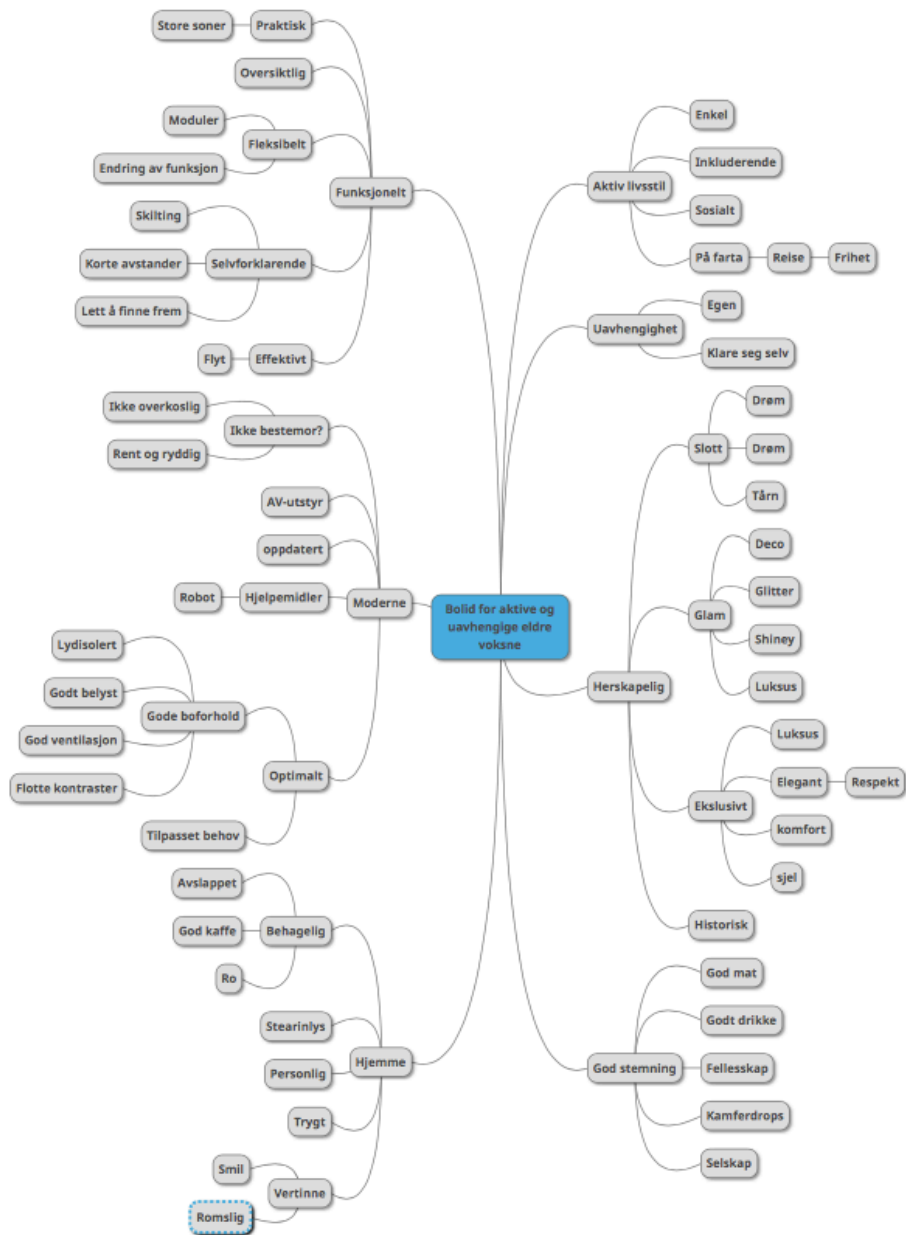 Bolid for aktive og
uavhengige eldre
voksne
Funksjonelt
Praktisk
Store soner
Oversiktlig
Fleksibelt
Moduler
Endring av funksjon
Selvforklarende
Skilting
Korte avstander
Lett å finne frem
Effektivt
Flyt
Moderne
Ikke bestemor?
Ikke overkoslig
Rent og ryddig
AV-utstyr
oppdatert
Hjelpemidler
Robot
Optimalt
Gode boforhold
Lydisolert
Godt belyst
God ventilasjon
Flotte kontraster
Tilpasset behov
Hjemme
Behagelig
Avslappet
God kaffe
Ro
Stearinlys
Personlig
Trygt
Vertinne
Smil
Romslig
Aktiv livsstil
Enkel
Inkluderende
Sosialt
På farta
Reise
Frihet
Uavhengighet
Egen
Klare seg selv
Herskapelig
Slott
Drøm
Drøm
Tårn
Glam
Deco
Glitter
Shiney
Luksus
Ekslusivt
Luksus
Elegant
Respekt
komfort
sjel
Historisk
God stemning
God mat
Godt drikke
Fellesskap
Kamferdrops
Selskap